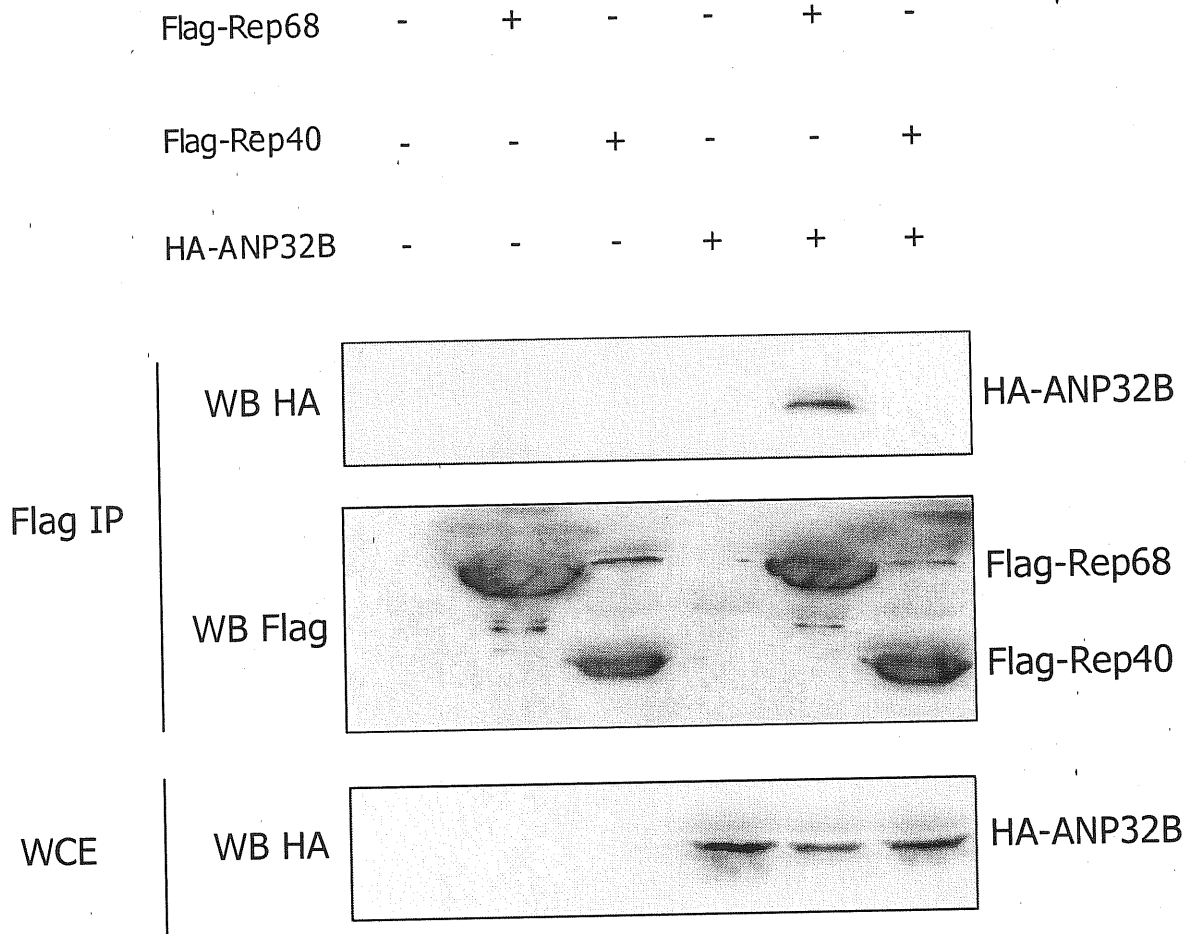 Flag-Rep68 - + - - + -
Flag-Rep40 - - + - - +
HA-ANP32B - - - + + +
WB HA HA-ANP32B
Flag IP
WB Flag Flag-Rep68
Flag-Rep40
WCE WB HA HA-ANP32B